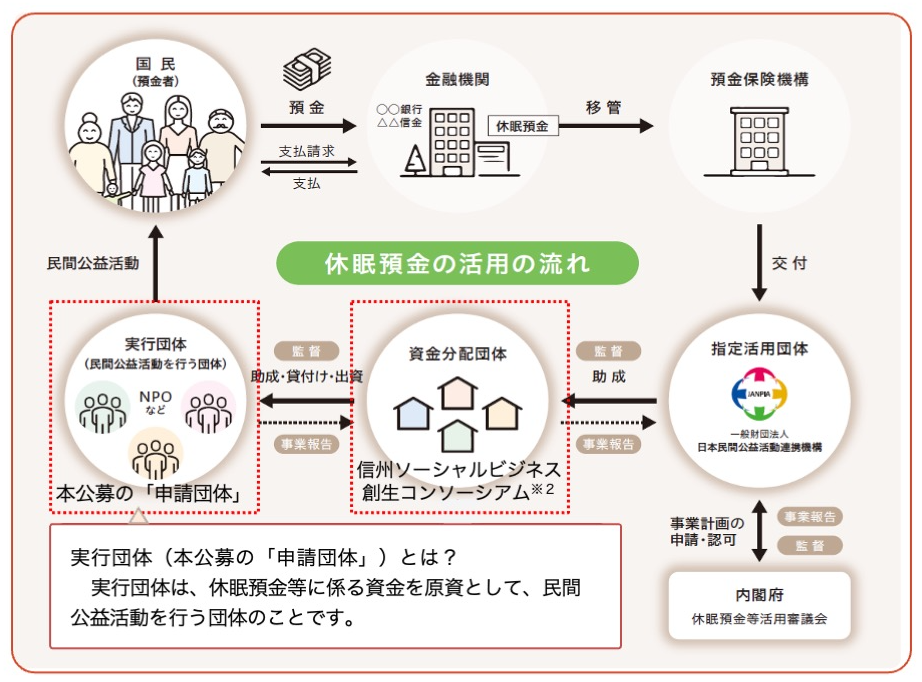 国民
(預金者)
預金
支払請求
支払
金融機関
○○銀行
△△信金
休眠預金
移管
預金保険機構
民間公益活動
休眠預金の活用の流れ
交付
実行団体
(民間公益活動を行う団体)
NPO
など
本公募の「申請団体」
監督
助成・貸付け・出資
事業報告
資金分配団体
信州ソーシャルビジネス
創生コンソーシアム※2
監督
助成
事業報告
指定活用団体
JANPIA
一般財団法人
日本民間公益活動連携機構
事業計画の
申請・認可
事業報告
監督
内閣府
休眠預金等活用審議会
実行団体(本公募の「申請団体」)とは?
実行団体は、休眠預金等に係る資金を原資として、民間
公益活動を行う団体のことです。